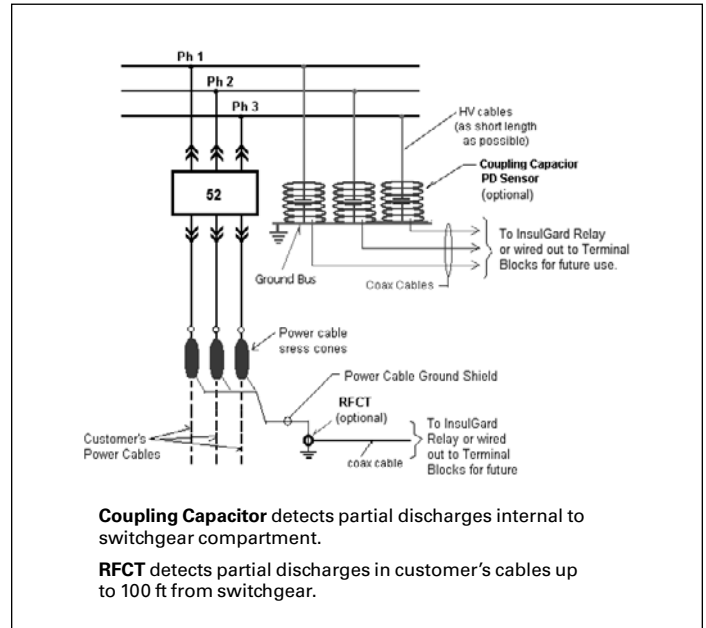 Ph 1
Ph 2
Ph 3
HV cables
(as short length
as possible)
Coupling Capacior
PD Sensor
(optional)
52
To InsulGard Relay
or wired out to Terminal
Blocks for future use.
Ground Bus
Coax Cables
Power cable
sress cones
Power Cable Ground Shield
RFCT
(optional)
To InsulGard
Relay or wired
out to Terminal
Blocks for future
Customer's
Power Cables
coax cable
Coupling Capacitor detects partial discharges internal to
switchgear compartment.
RFCT detects partial discharges in customer's cables up
to 100 ft from switchgear.